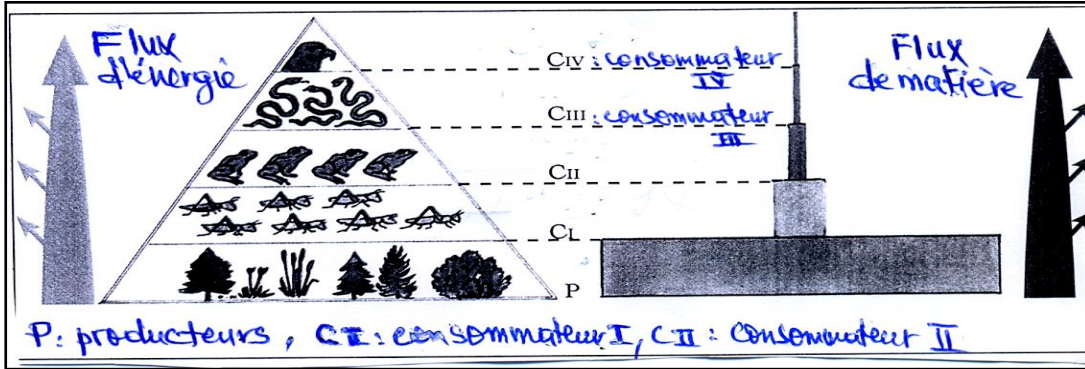 Flux
d'énergie
CIV : consommateur
IV
Flux
de matière
CIII : consommateur
III
CII
CI
P
P: producteurs, CI: consommateur I, CII: consommateur II